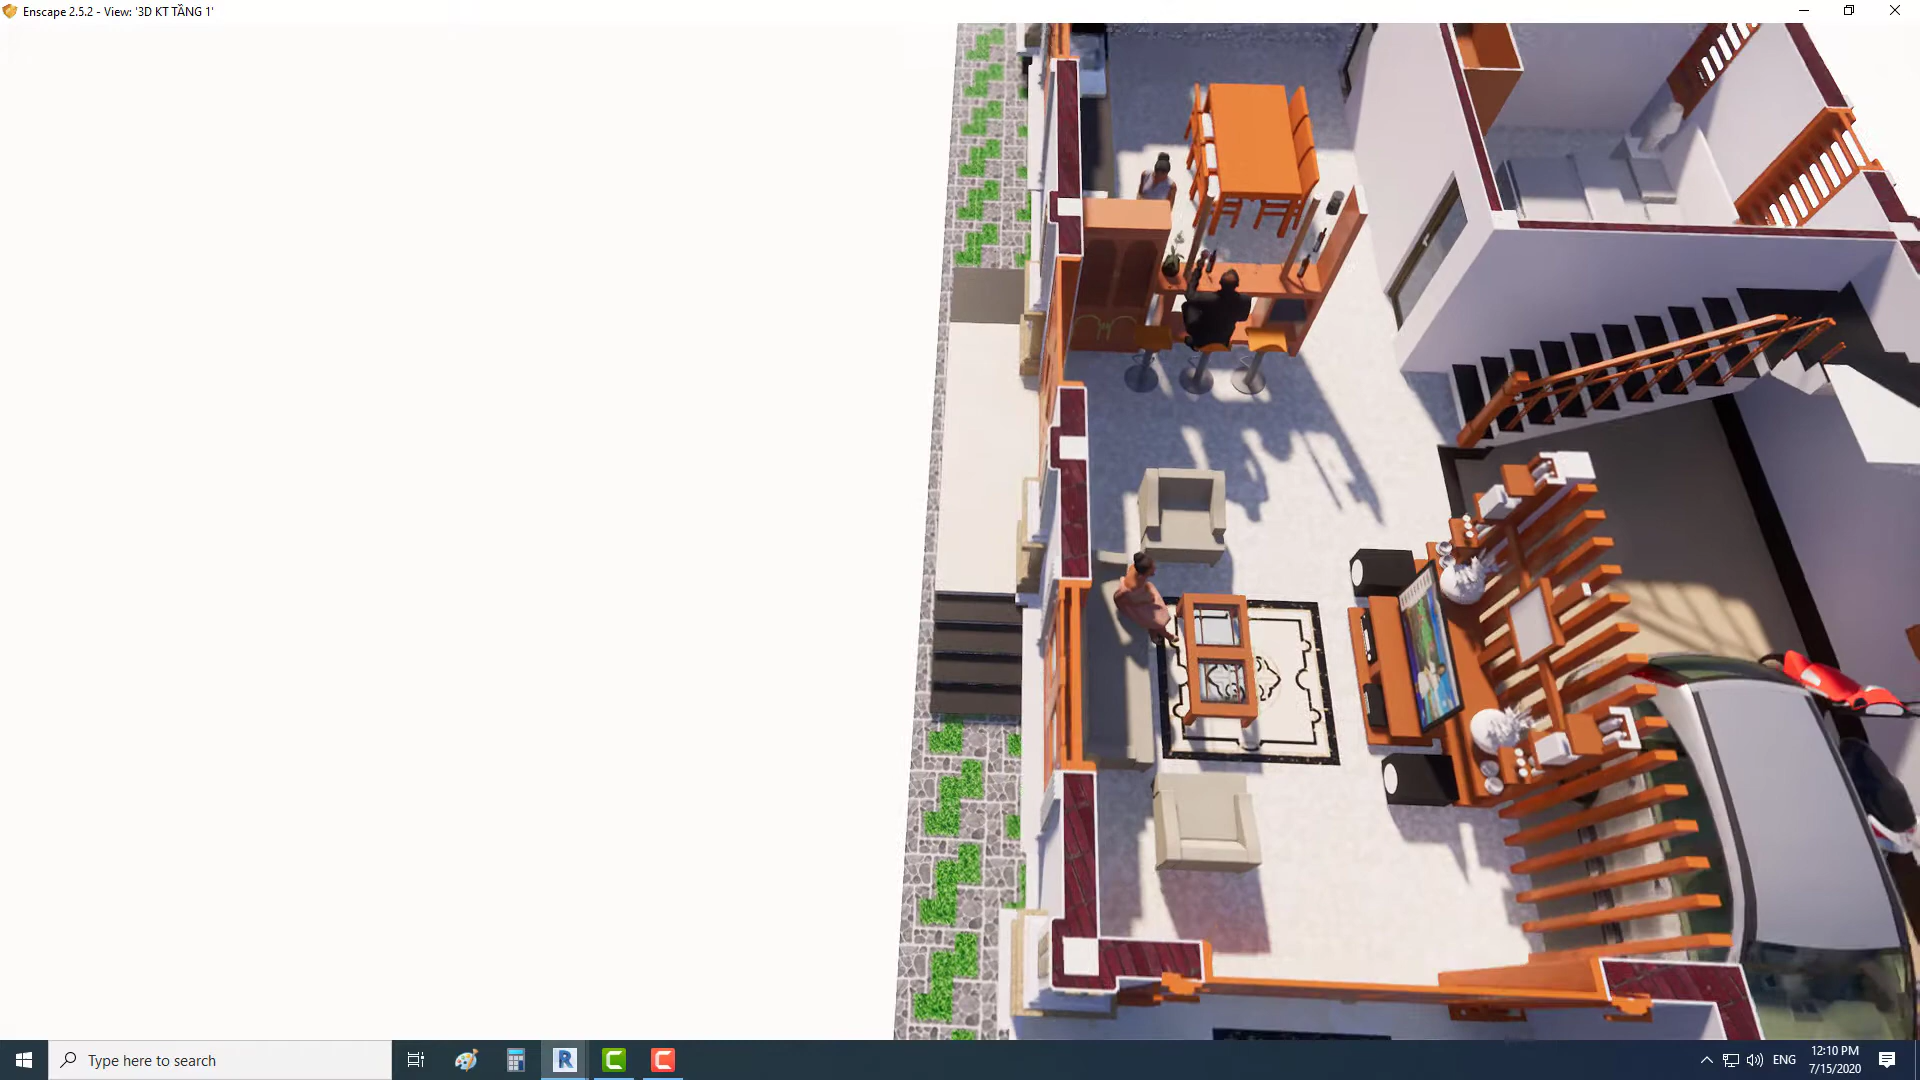 Enscape 2.5.2 - View: '3D KT TẦNG 1'
Type here to search
ENG
12:10 PM
7/15/2020